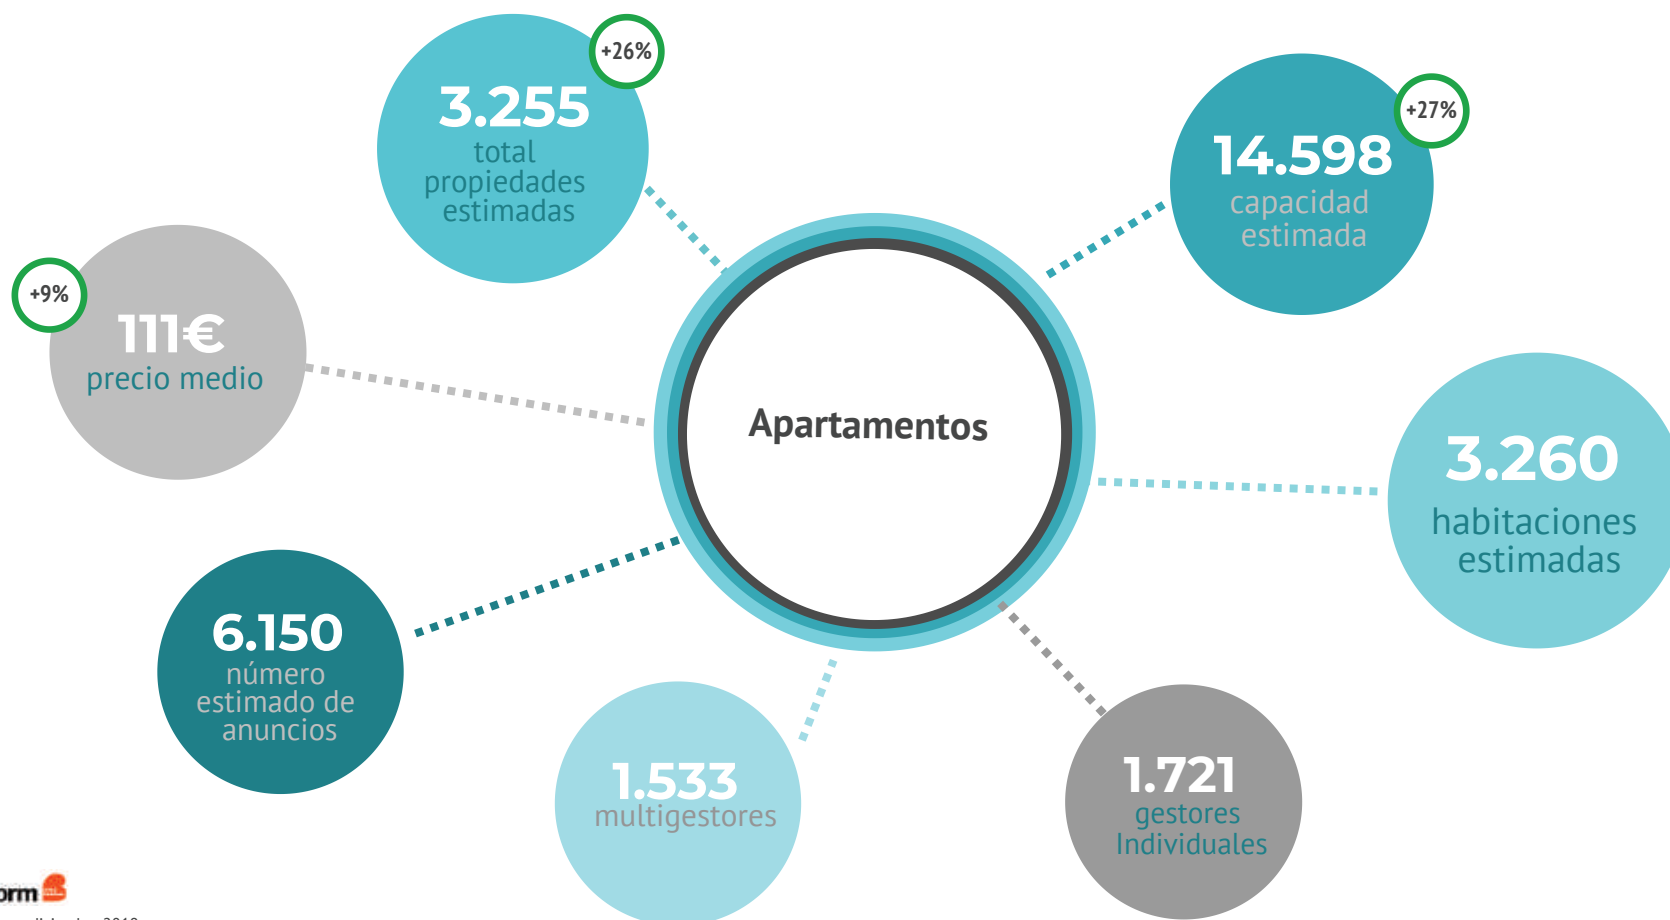 +26%
3.255
total
propiedades
estimadas
+27%
14.598
capacidad
estimada
+9%
111€
precio medio
Apartamentos
3.260
habitaciones
estimadas
6.150
número
estimado de
anuncios
1.533
multigestores
1.721
gestores
Individuales